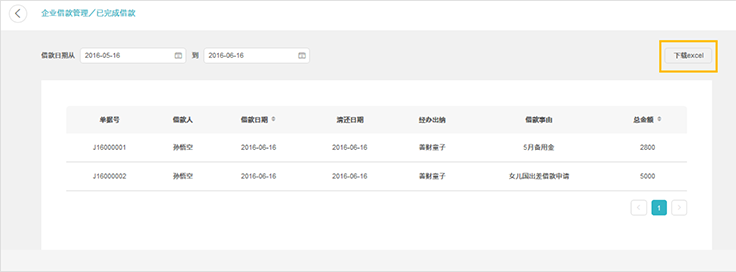 企业借款管理／已完成借款
借款日期从 2016-05-16 到 2016-06-16 下载excel
单据号 借款人 借款日期 清还日期 经办出纳 借款事由 总金额
J16000001 孙悟空 2016-06-16 2016-06-16 善财童子 5月备用金 2800
J16000002 孙悟空 2016-06-16 2016-06-16 善财童子 女儿国出差借款申请 5000
1